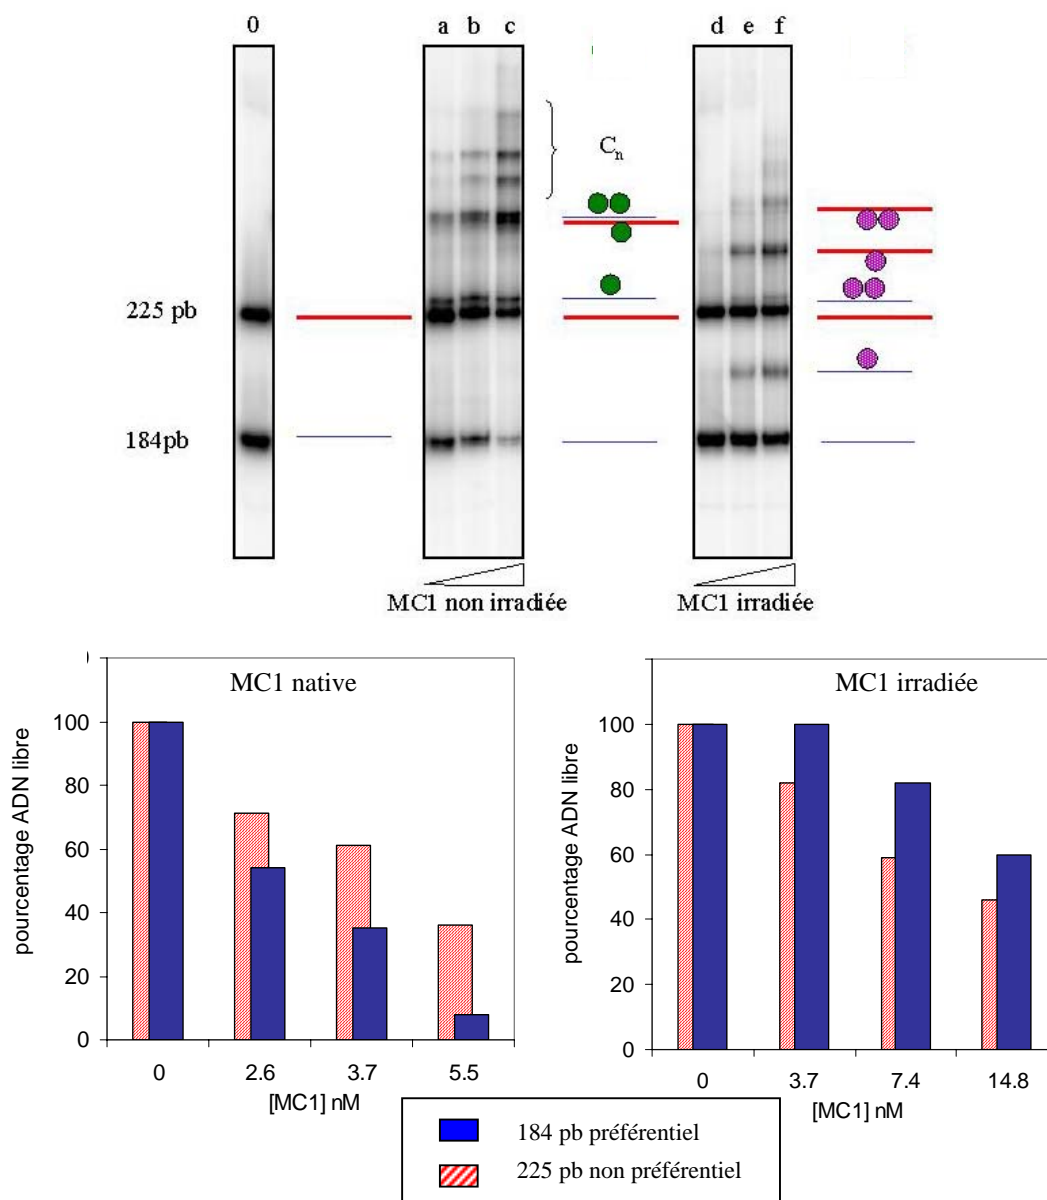 0 a b c d e f
Cn
225 pb
184pb
MC1 non irradiée
MC1 irradiée
MC1 native
100
80
60
40
20
0
pourcentage ADN libre
0 2.6 3.7 5.5
[MC1] nM
MC1 irradiée
100
80
60
40
20
0
pourcentage ADN libre
0 3.7 7.4 14.8
[MC1] nM
184 pb préférentiel
225 pb non préférentiel